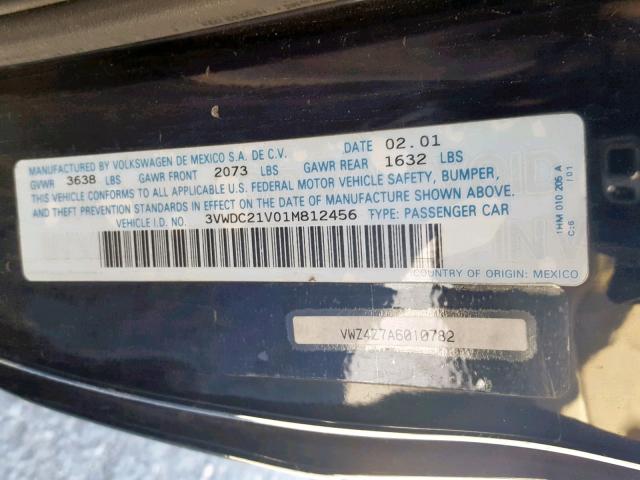 MANUFACTURED BY VOLKSWAGEN DE MEXICO S.A. DE C.V. DATE 02.01
GVWR 3638 LBS GAWR FRONT 2073 LBS GAWR REAR 1632 LBS
THIS VEHICLE CONFORMS TO ALL APPLICABLE U.S. FEDERAL MOTOR VEHICLE SAFETY, BUMPER,
AND THEFT PREVENTION STANDARDS IN EFFECT ON THE DATE OF MANUFACTURE SHOWN ABOVE.
VEHICLE I.D. NO. 3VWDC21V01M812456 TYPE: PASSENGER CAR
COUNTRY OF ORIGIN: MEXICO
1HM 010 205 A
C:6 /01
VWZ4Z7A6010782